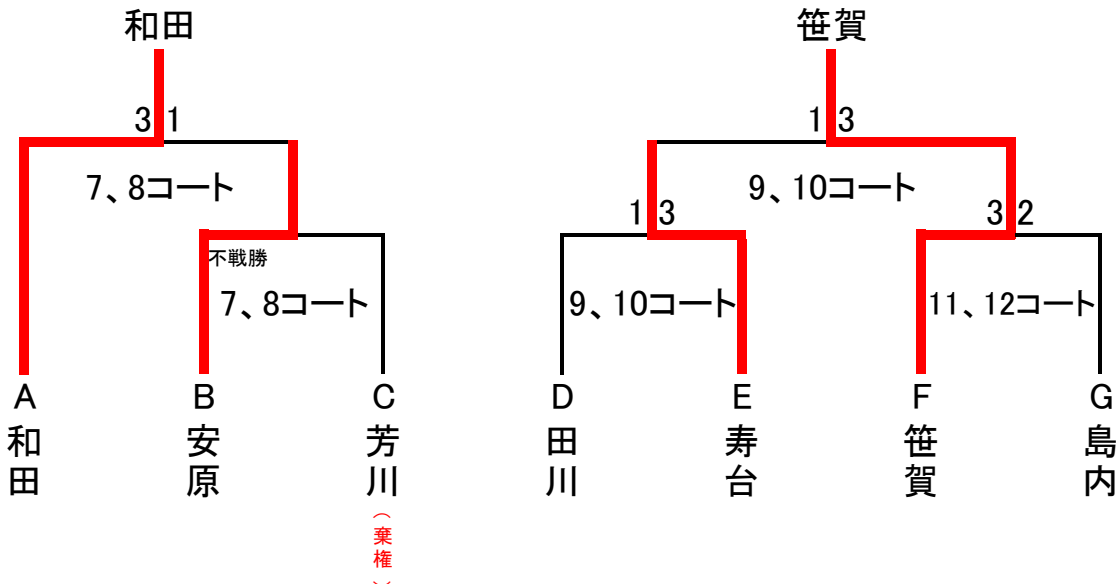 和田
笹賀
3 1
1 3
7、8コート
9、10コート
1 3
3 2
不戦勝
7、8コート
9、10コート
11、12コート
A
B
C
D
E
F
G
和田
安原
芳川
田川
寿台
笹賀
島内
（棄権）